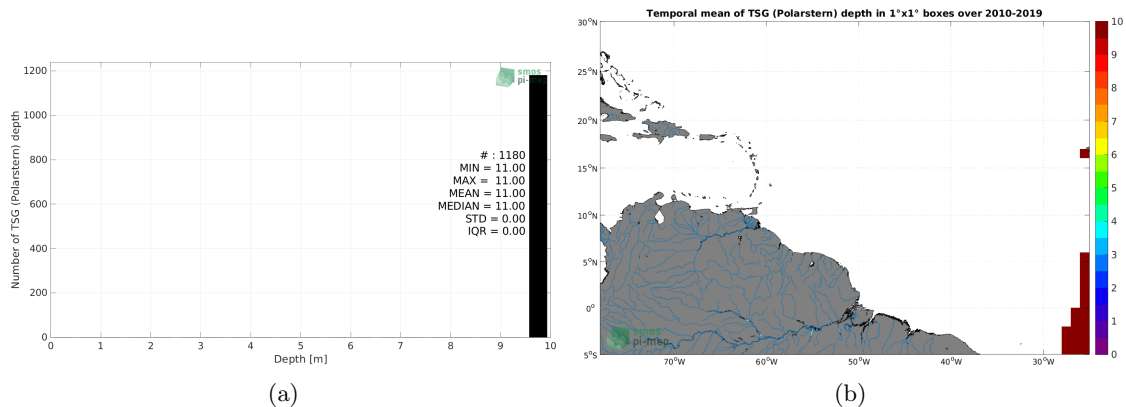 1200
1000
800
600
400
200
0
Number of TSG (Polarstern) depth
smos
pi-mep
# : 1180
MIN = 11.00
MAX = 11.00
MEAN = 11.00
MEDIAN = 11.00
STD = 0.00
IQR = 0.00
0 1 2 3 4 5 6 7 8 9 10
Depth [m]
(a)
Temporal mean of TSG (Polarstern) depth in 1°x1° boxes over 2010-2019
30°N
25°N
20°N
15°N
10°N
5°N
0°
5°S
70°W 60°W 50°W 40°W 30°W
smos
pi-mep
10
9
8
7
6
5
4
3
2
1
0
(b)